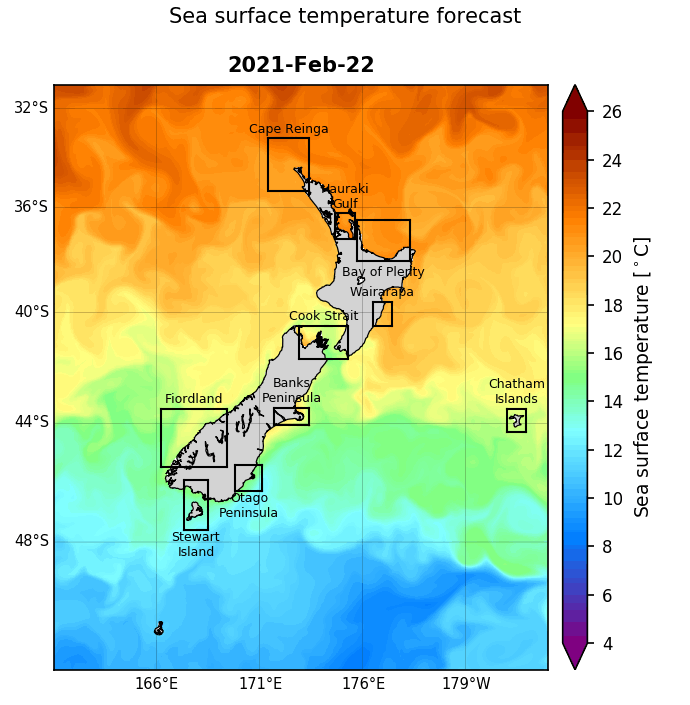 Sea surface temperature forecast
2021-Feb-22
32°S
36°S
40°S
44°S
48°S
166°E
171°E
176°E
179°W
Cape Reinga
Hauraki
Gulf
Bay of Plenty
Wairarapa
Cook Strait
Banks
Peninsula
Fiordland
Chatham
Islands
Otago
Peninsula
Stewart
Island
26
24
22
20
18
16
14
12
10
8
6
4
Sea surface temperature [°C]